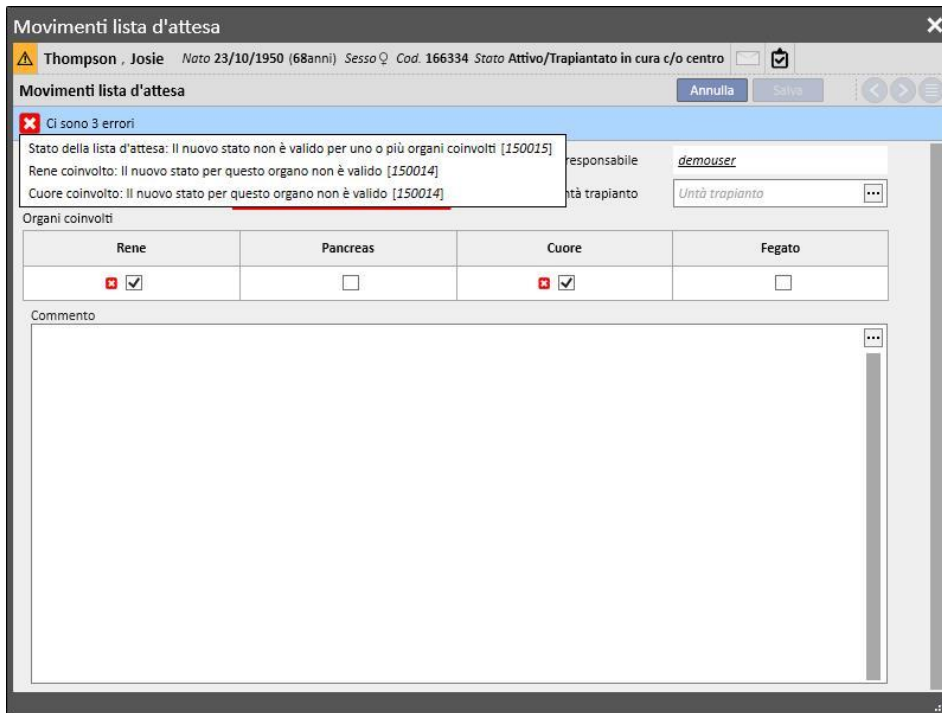 Movimenti lista d'attesa
Thompson , Josie Nato 23/10/1950 (68anni) Sesso♀ Cod. 166334 Stato Attivo/Trapiantato in cura c/o centro
Movimenti lista d'attesa Annulla Salva
Ci sono 3 errori
Stato della lista d'attesa: Il nuovo stato non è valido per uno o più organi coinvolti [150015]
responsabile demouser
Rene coinvolto: Il nuovo stato per questo organo non è valido [150014]
Cuore coinvolto: Il nuovo stato per questo organo non è valido [150014]
ntà trapianto Untà trapianto ...
Organi coinvolti
Rene Pancreas Cuore Fegato
Commento
...